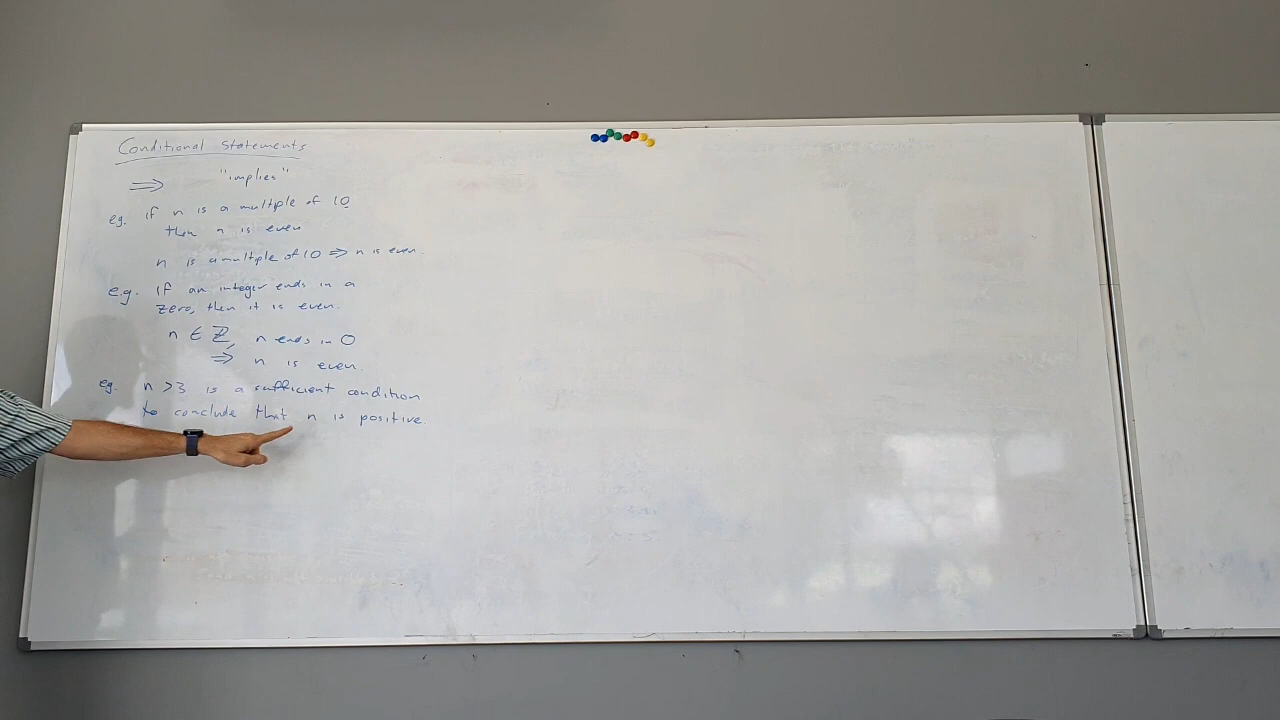 Conditional Statements
⇒ "implies"
eg. if n is a multiple of 10
then n is even
n is a multiple of 10 ⇒ n is even.
e.g. if an integer ends in a
zero, then it is even.
n ∈ ℤ, n ends in 0
⇒ n is even.
eg. n > 3 is a sufficient condition
to conclude that n is positive.